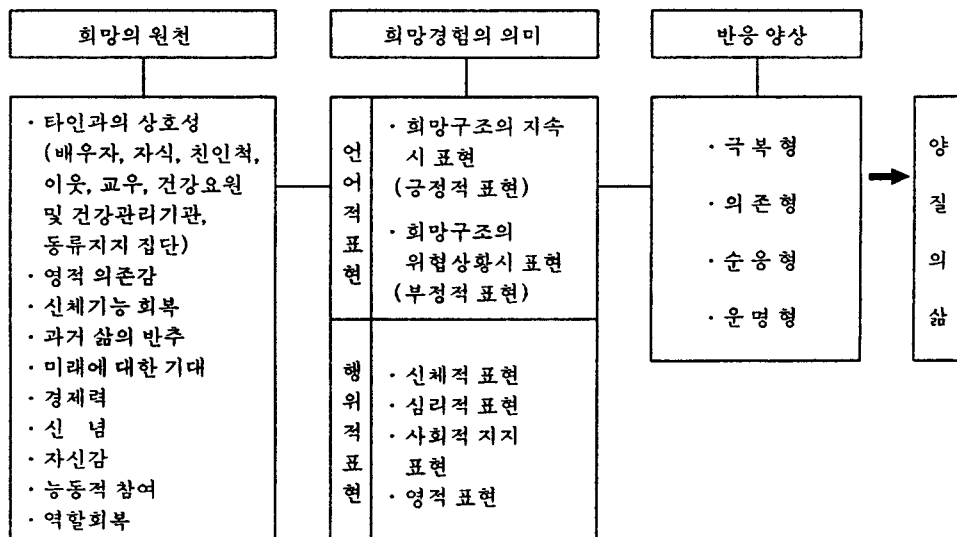 희망의 원천
· 타인과의 상호성
(배우자, 자식, 친인척,
이웃, 교우, 건강요원
및 건강관리기관,
동류지지 집단)
· 영적 의존감
· 신체기능 회복
· 과거 삶의 반추
· 미래에 대한 기대
· 경제력
· 신 념
· 자신감
· 능동적 참여
· 역할회복
희망경험의 의미
언어적표현
· 희망구조의 지속
시 표현
(긍정적 표현)
· 희망구조의
위협상황시 표현
(부정적 표현)
행위적표현
· 신체적 표현
· 심리적 표현
· 사회적 지지
표현
· 영적 표현
반응 양상
· 극 복 형
· 의 존 형
· 순 응 형
· 운 명 형
양
질
의
삶